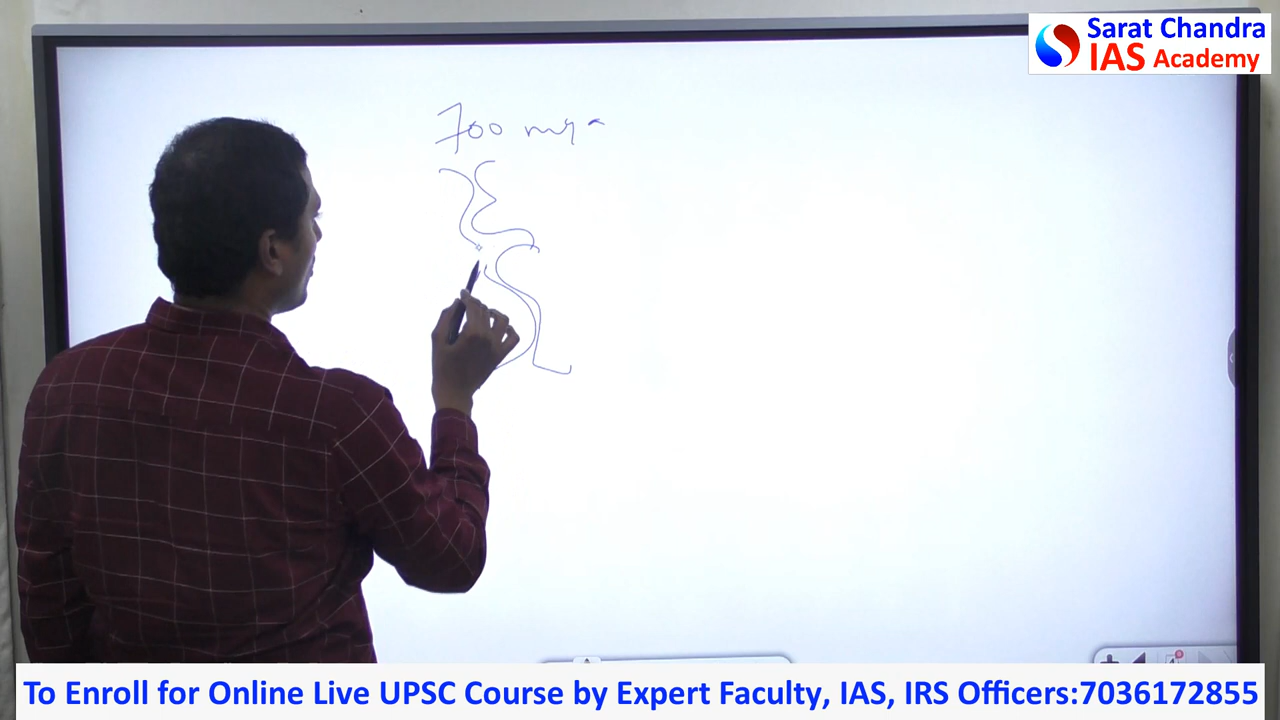 Sarat Chandra
IAS Academy
700 mya
To Enroll for Online Live UPSC Course by Expert Faculty, IAS, IRS Officers:7036172855